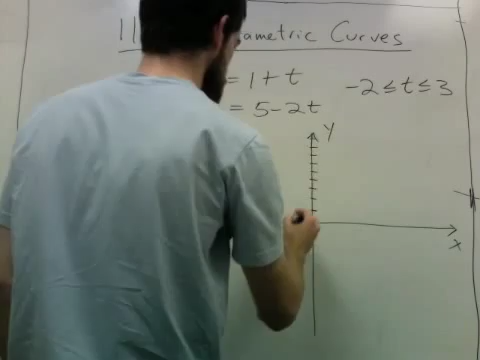 11 ametric Curves
= 1 + t
-2 ≤ t ≤ 3
= 5 - 2t
y
x